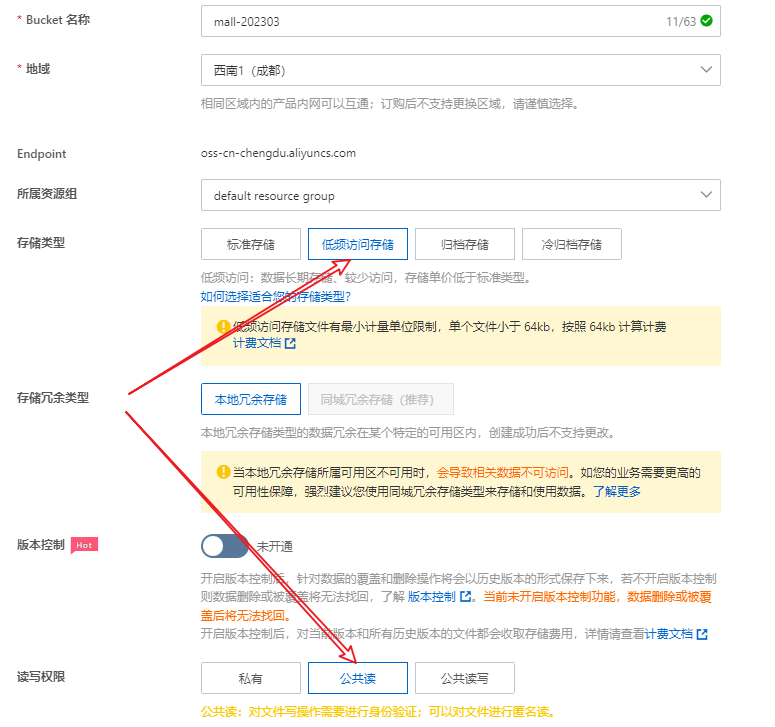 * Bucket 名称
mall-202303
11/63
* 地域
西南1（成都）
相同区域内的产品内网可以互通；订购后不支持更换区域，请谨慎选择。
Endpoint
oss-cn-chengdu.aliyuncs.com
所属资源组
default resource group
存储类型
标准存储
低频访问存储
归档存储
冷归档存储
低频访问：数据长期存储、较少访问，存储单价低于标准类型。
如何选择适合您的存储类型?
低频访问存储文件有最小计量单位限制，单个文件小于 64kb，按照 64kb 计算计费
计费文档
存储冗余类型
本地冗余存储
同城冗余存储（推荐）
本地冗余存储类型的数据冗余在某个特定的可用区内，创建成功后不支持更改。
当本地冗余存储所属可用区不可用时，会导致相关数据不可访问。如您的业务需要更高的
可用性保障，强烈建议您使用同城冗余存储类型来存储和使用数据。了解更多
版本控制
Hot
未开通
开启版本控制后，针对数据的覆盖和删除操作将会以历史版本的形式保存下来，若不开启版本控制
则数据删除或被覆盖将无法找回，了解 版本控制。当前未开启版本控制功能，数据删除或被覆
盖后将无法找回。
开启版本控制后，对当前版本和所有历史版本的文件都会收取存储费用，详情请查看计费文档
读写权限
私有
公共读
公共读写
公共读：对文件写操作需要进行身份验证；可以对文件进行匿名读。